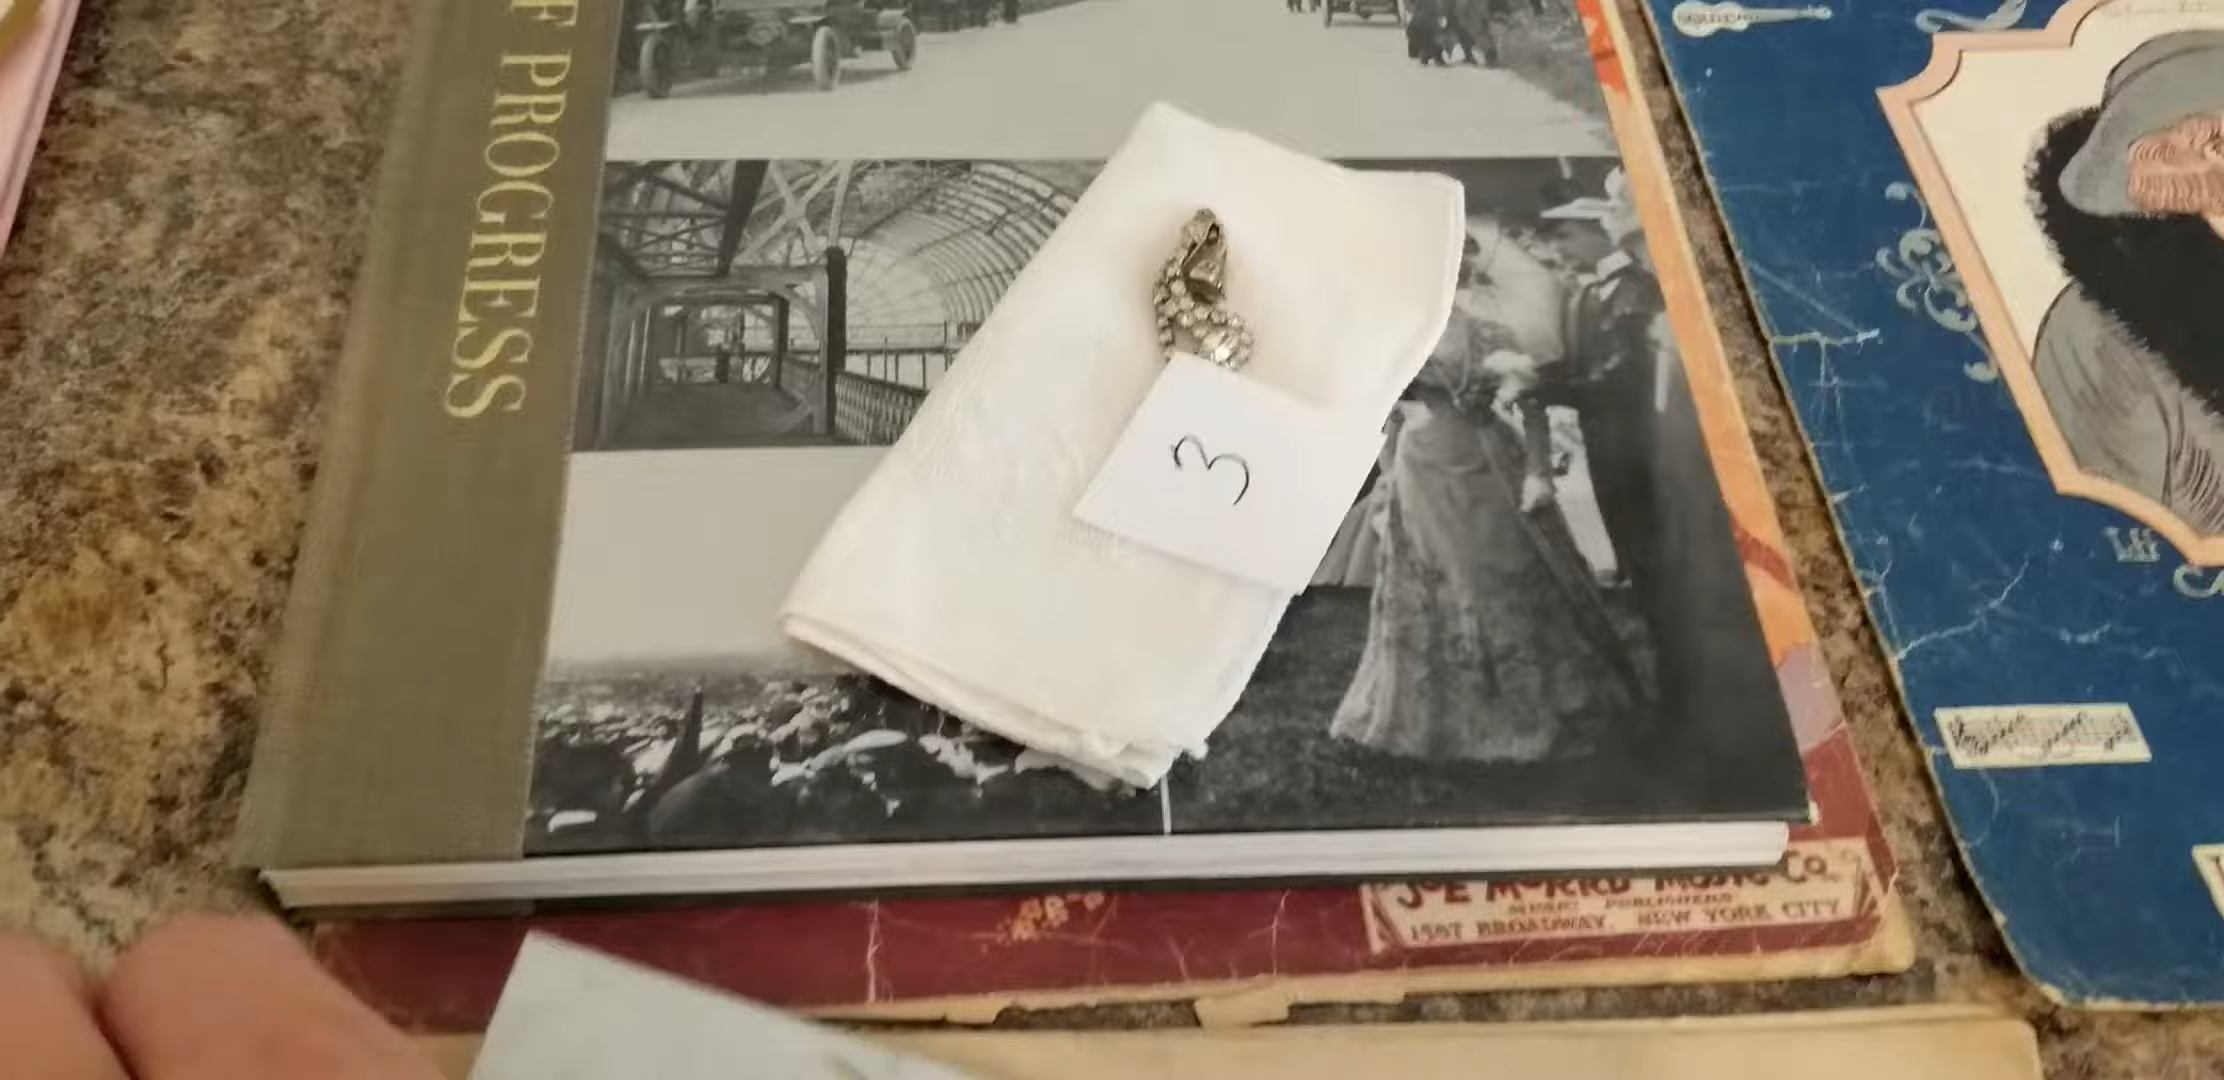 F PROGRESS
3
JOE MORRIS MUSIC CO.
MUSIC PUBLISHERS
1587 BROADWAY, NEW YORK CITY